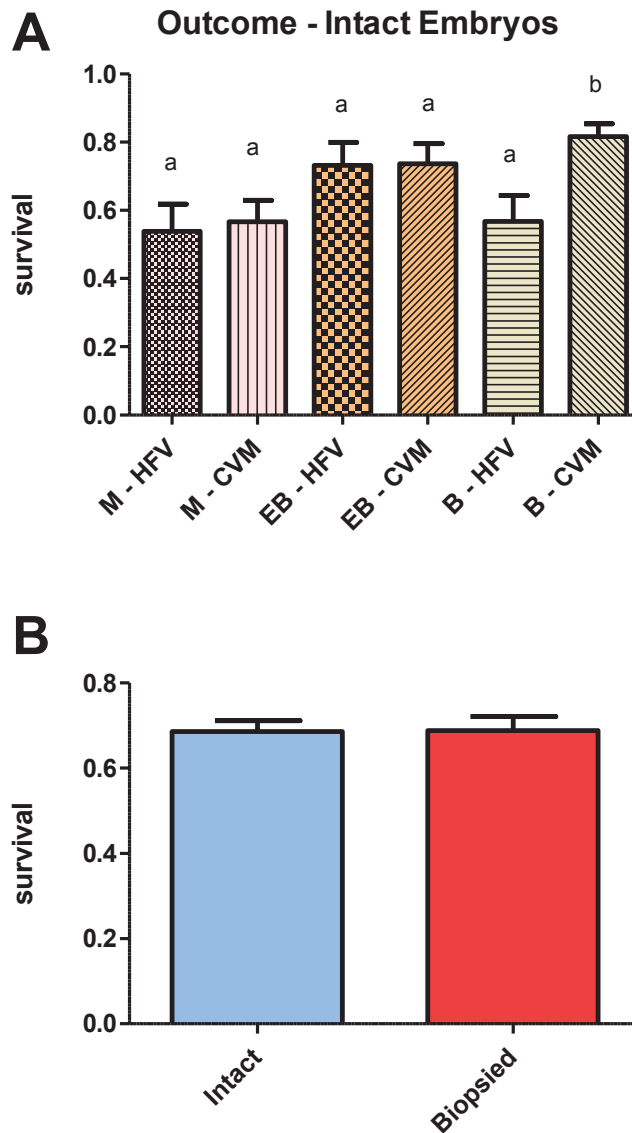 A
Outcome - Intact Embryos
survival
1.0
0.8
0.6
0.4
0.2
0.0
a
a
a
a
a
b
M - HFV
M - CVM
EB - HFV
EB - CVM
B - HFV
B - CVM
B
survival
0.8
0.6
0.4
0.2
0.0
Intact
Biopsied